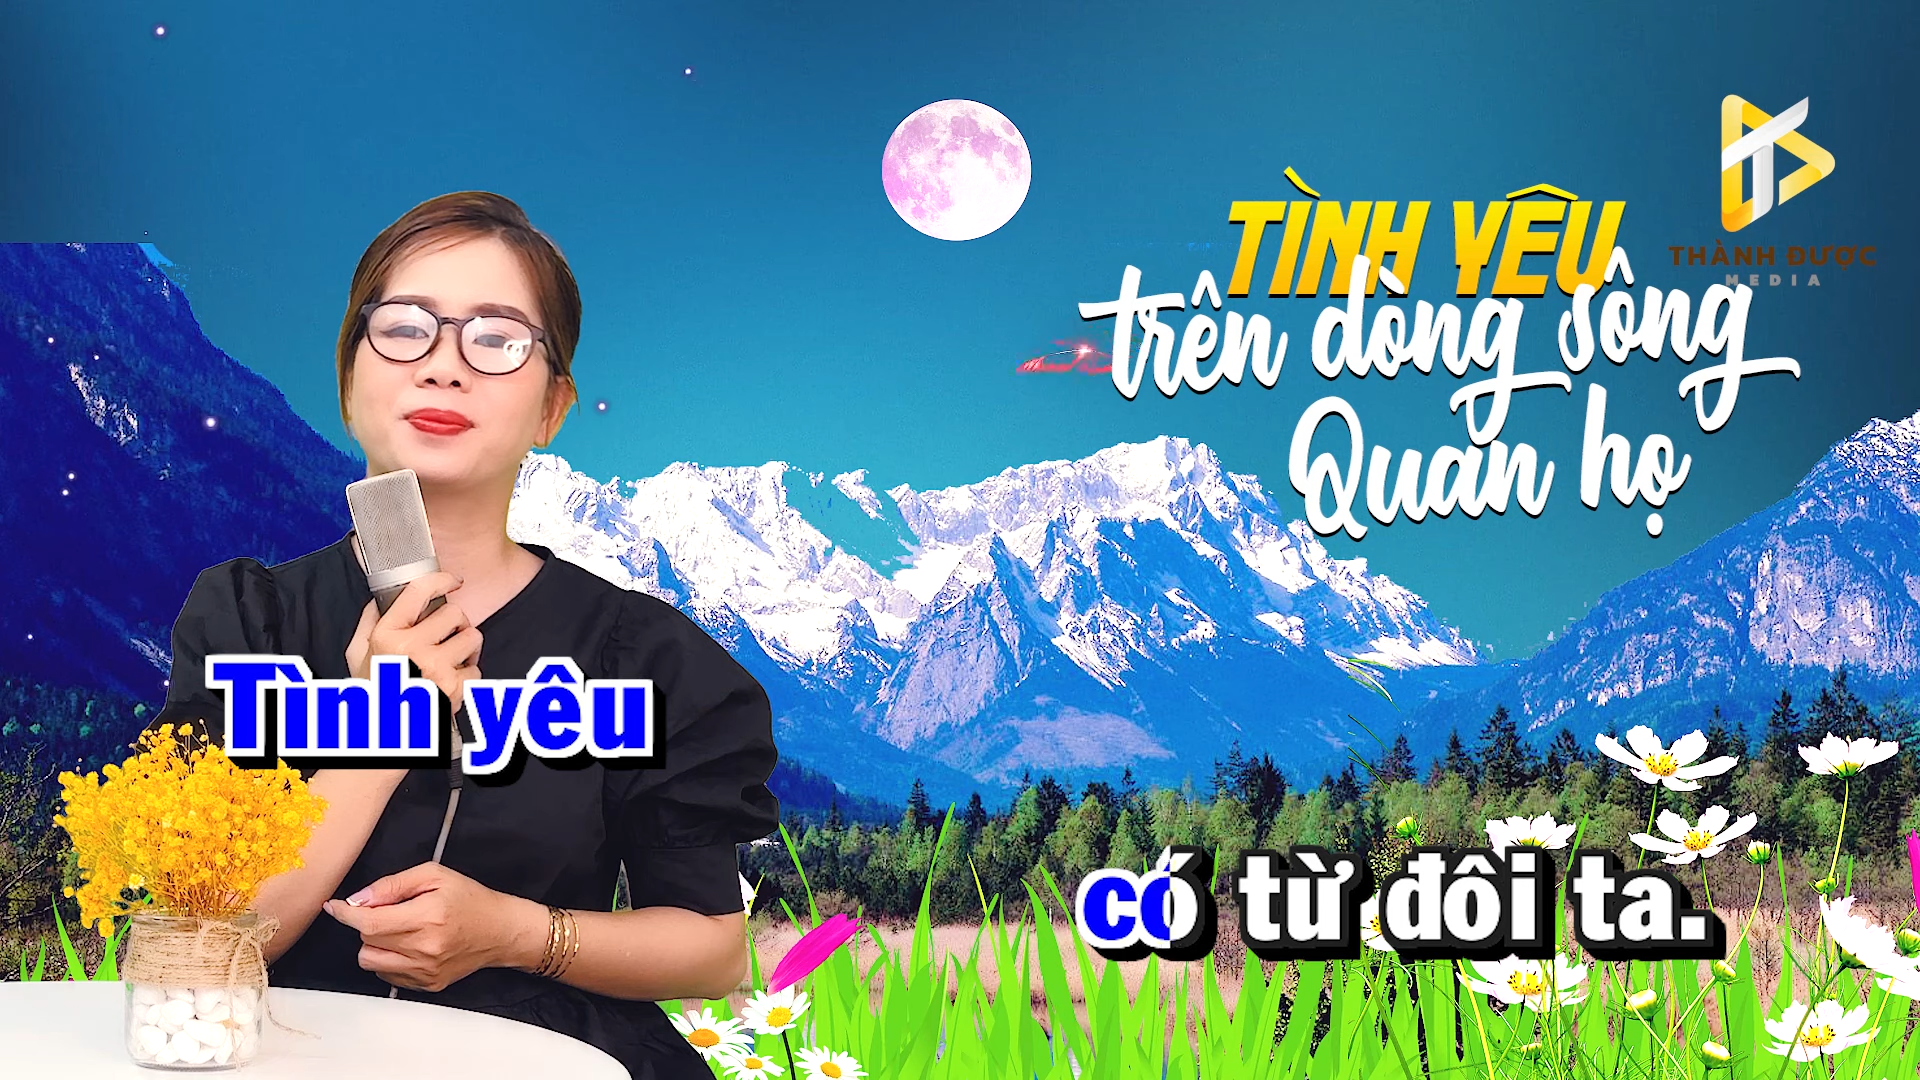 TÌNH YÊU
trên dòng sông
Quan họ
THÀNH ĐƯỢC
MEDIA
Tình yêu
có từ đôi ta.